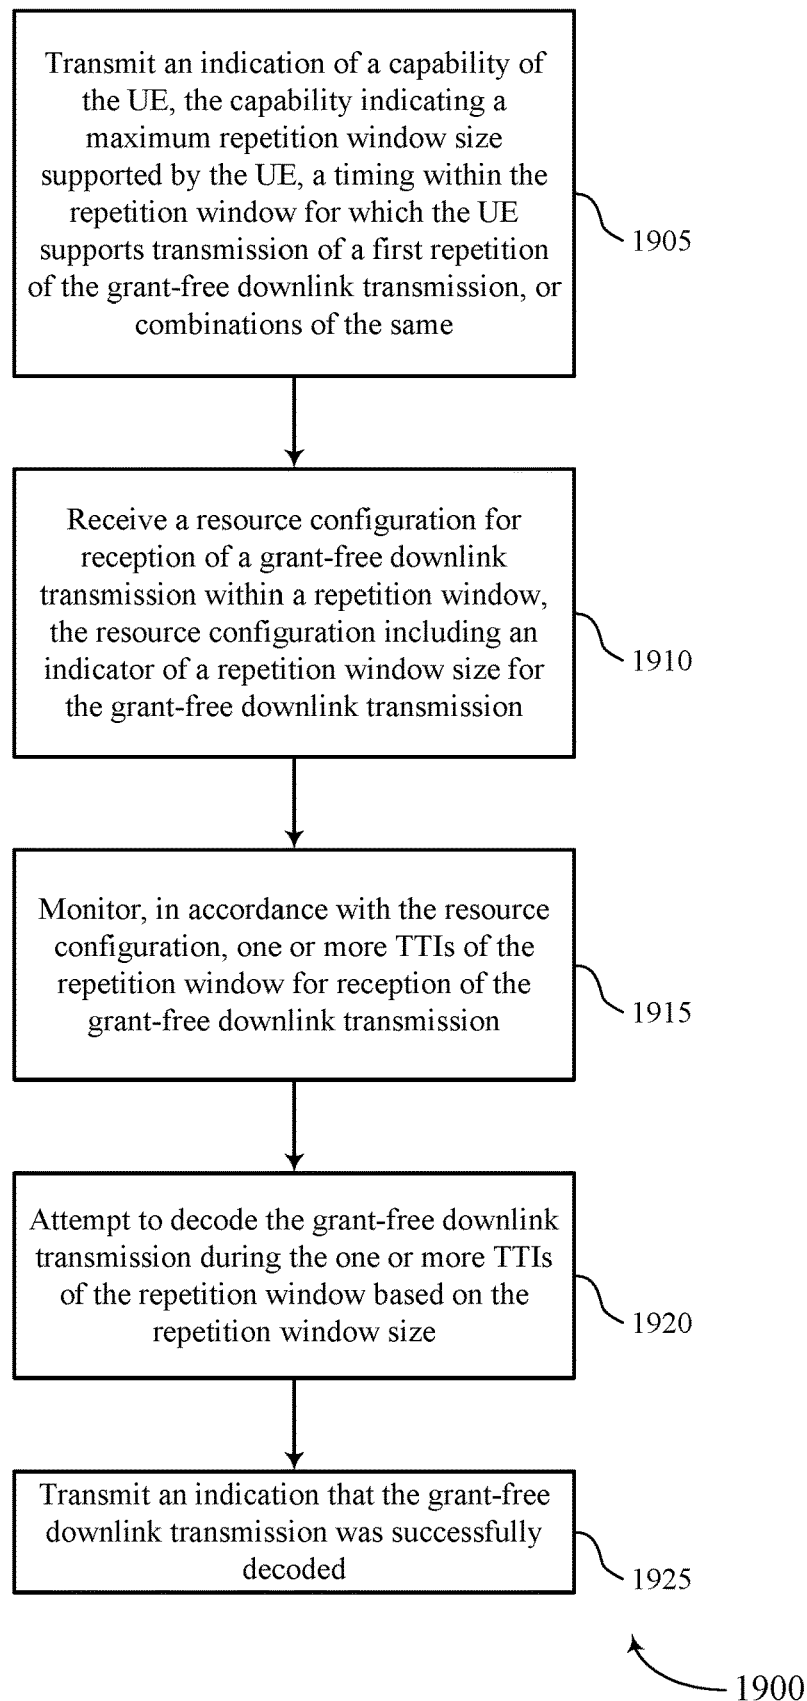 Transmit an indication of a capability of
the UE, the capability indicating a
maximum repetition window size
supported by the UE, a timing within the
repetition window for which the UE
supports transmission of a first repetition
of the grant-free downlink transmission, or
combinations of the same
1905
Receive a resource configuration for
reception of a grant-free downlink
transmission within a repetition window,
the resource configuration including an
indicator of a repetition window size for
the grant-free downlink transmission
1910
Monitor, in accordance with the resource
configuration, one or more TTIs of the
repetition window for reception of the
grant-free downlink transmission
1915
Attempt to decode the grant-free downlink
transmission during the one or more TTIs
of the repetition window based on the
repetition window size
1920
Transmit an indication that the grant-free
downlink transmission was successfully
decoded
1925
1900